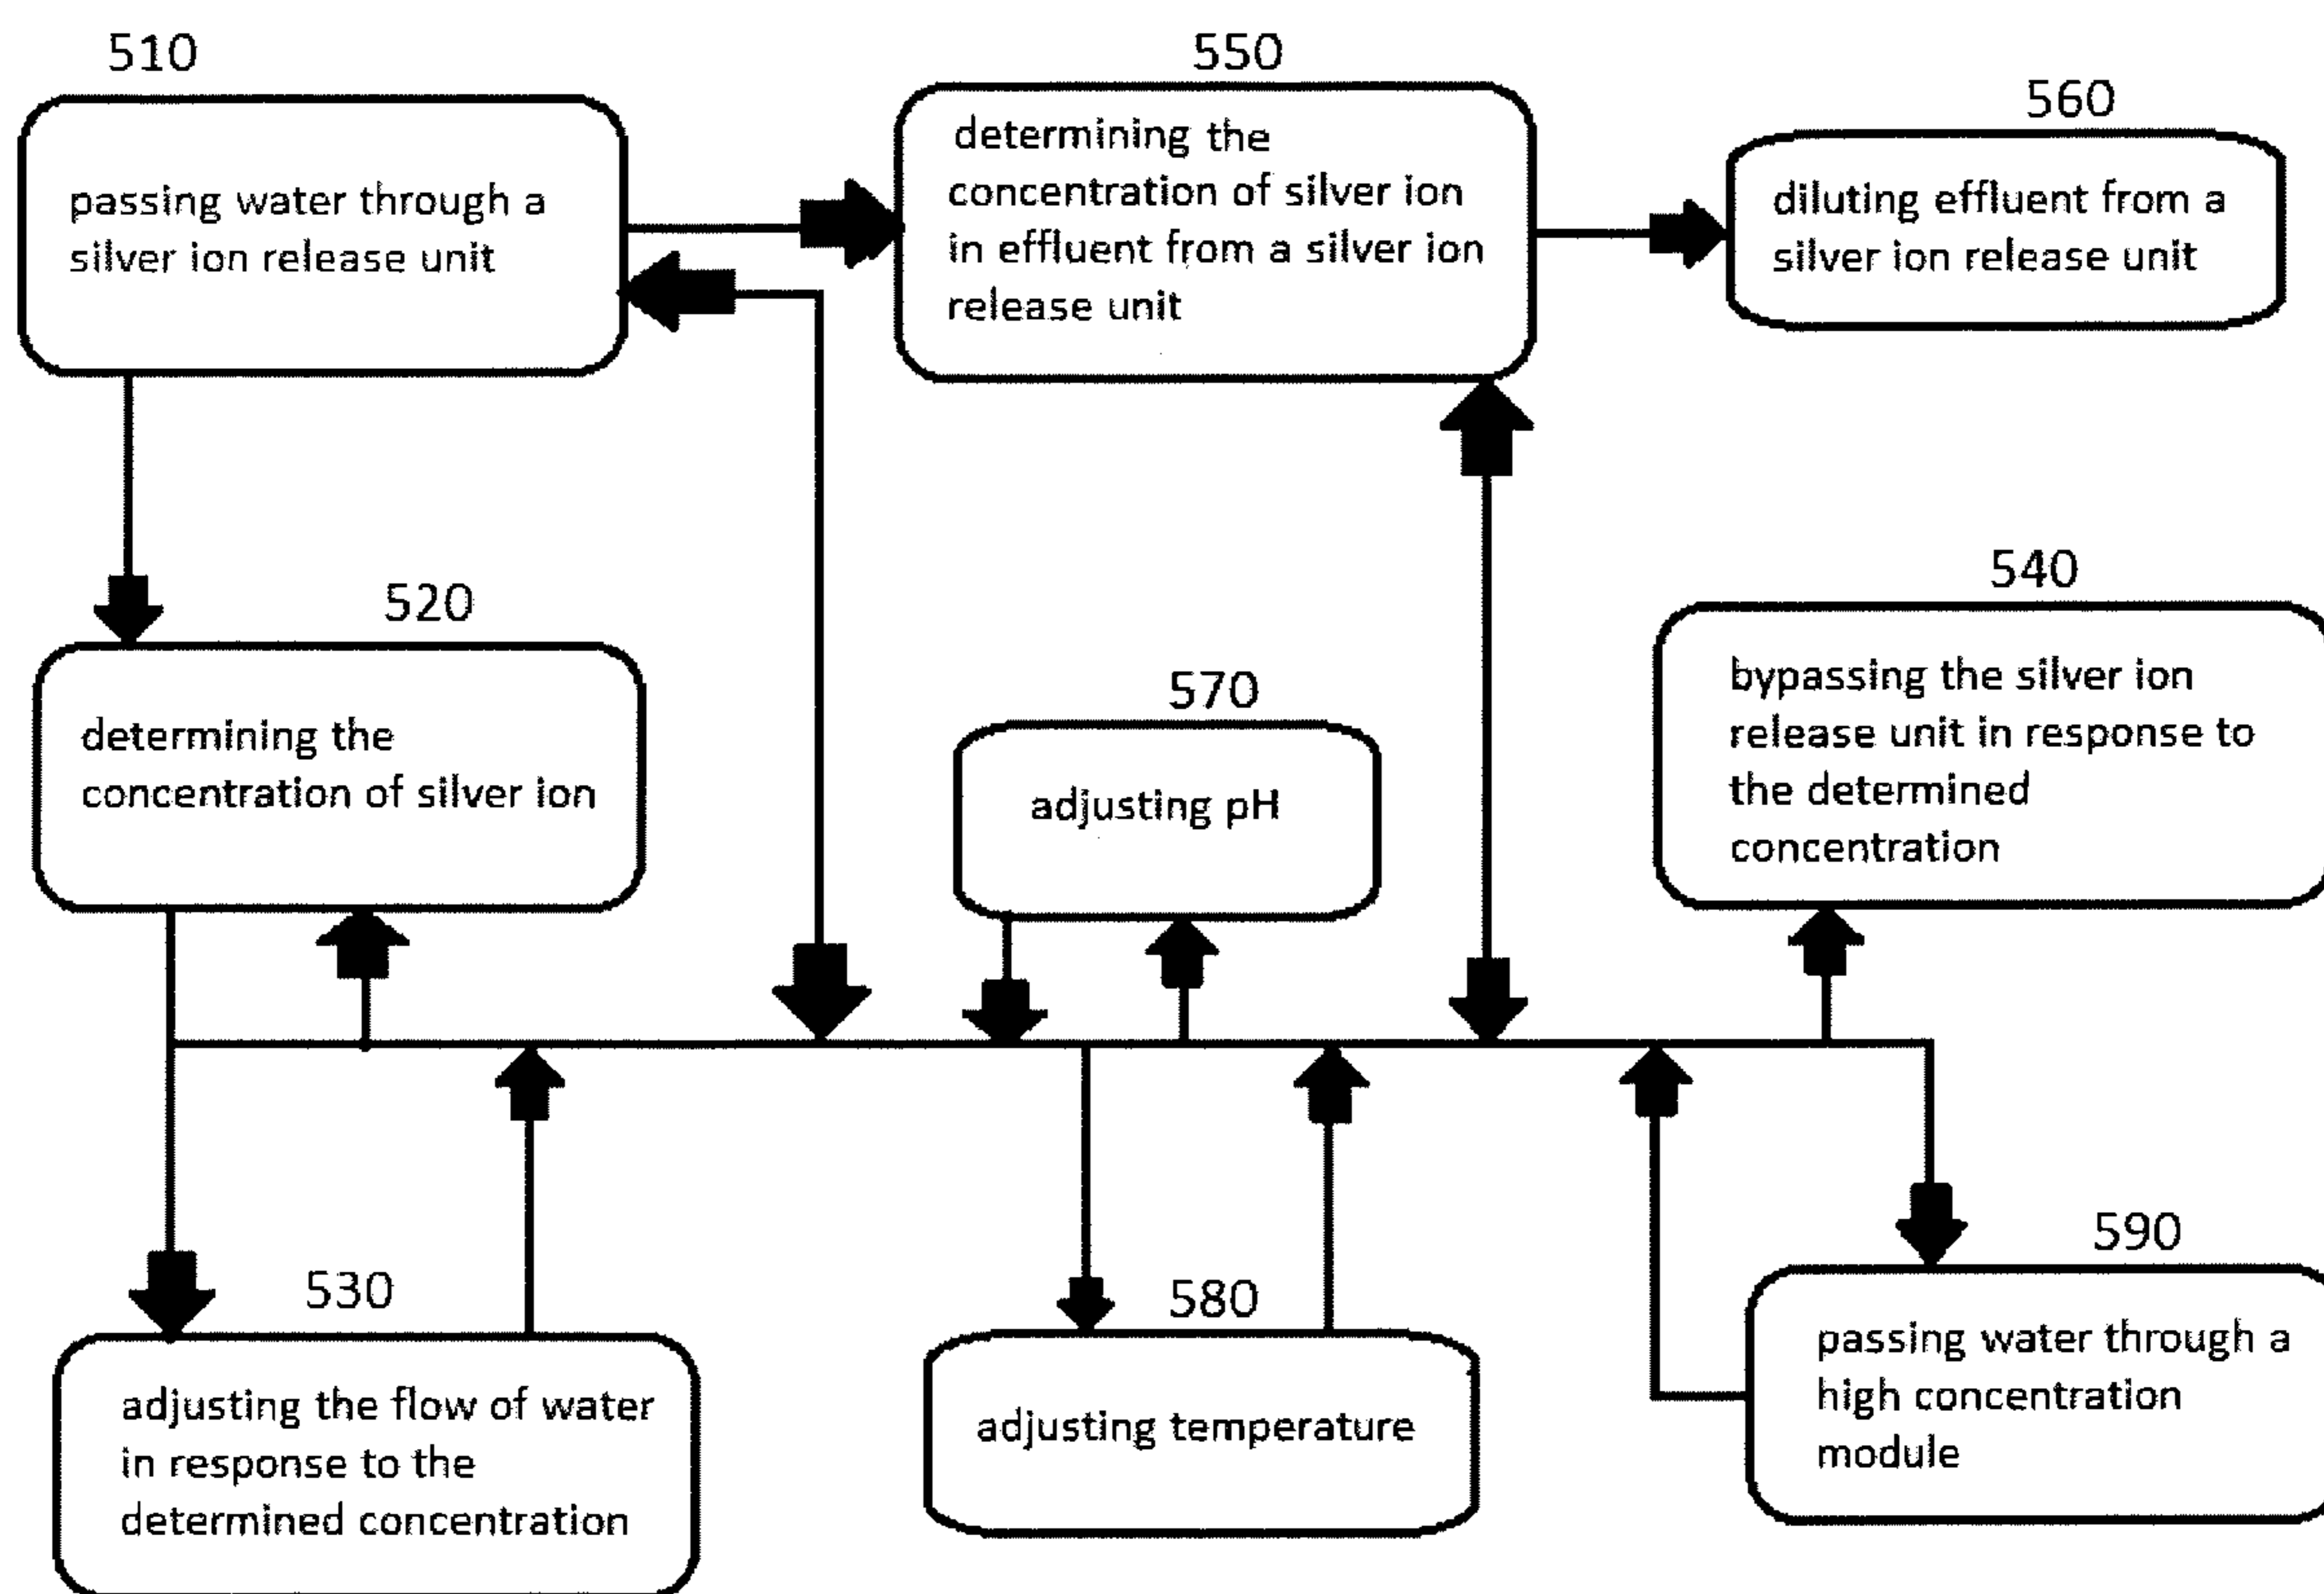 510
passing water through a
silver ion release unit
550
determining the
concentration of silver ion
in effluent from a silver ion
release unit
560
diluting effluent from a
silver ion release unit
520
determining the
concentration of silver ion
570
adjusting pH
540
bypassing the silver ion
release unit in response to
the determined
concentration
530
adjusting the flow of water
in response to the
determined concentration
580
adjusting temperature
590
passing water through a
high concentration
module